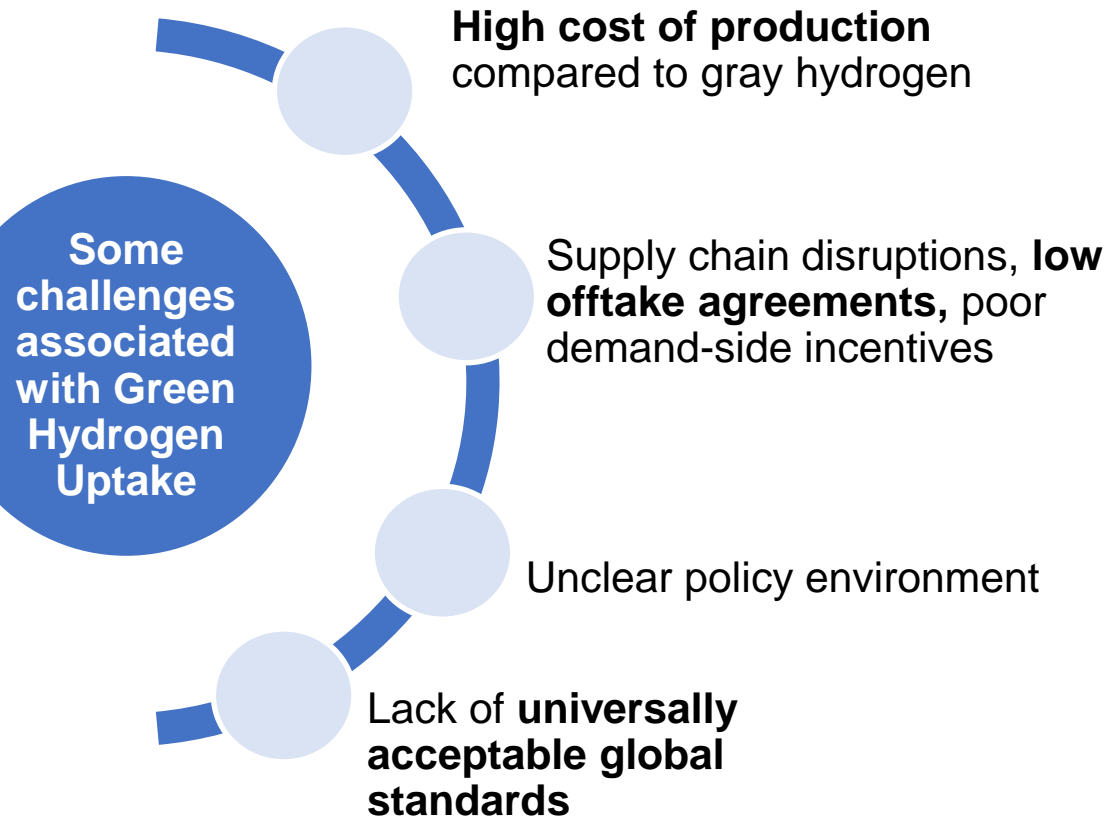 High cost of production
compared to gray hydrogen
Some
challenges
associated
with Green
Hydrogen
Uptake
Supply chain disruptions, low
offtake agreements, poor
demand-side incentives
Unclear policy environment
Lack of universally
acceptable global
standards